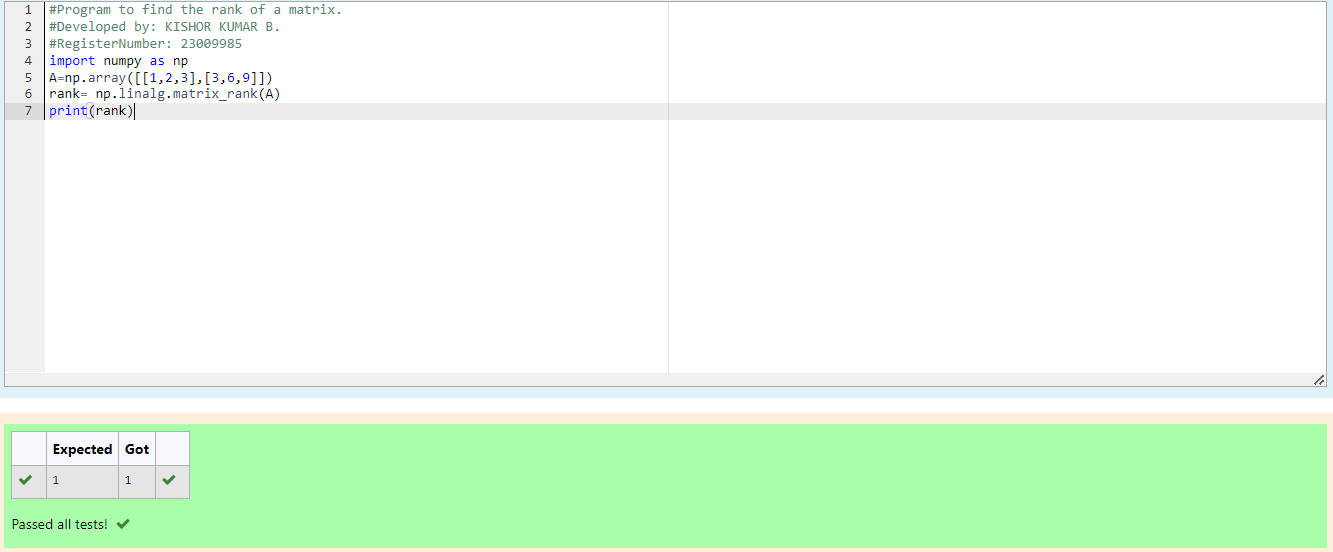 1 #Program to find the rank of a matrix.
2 #Developed by: KISHOR KUMAR B.
3 #RegisterNumber: 23009985
4 import numpy as np
5 A=np.array([[1,2,3],[3,6,9]])
6 rank= np.linalg.matrix_rank(A)
7 print(rank)
Expected Got
1 1
Passed all tests!